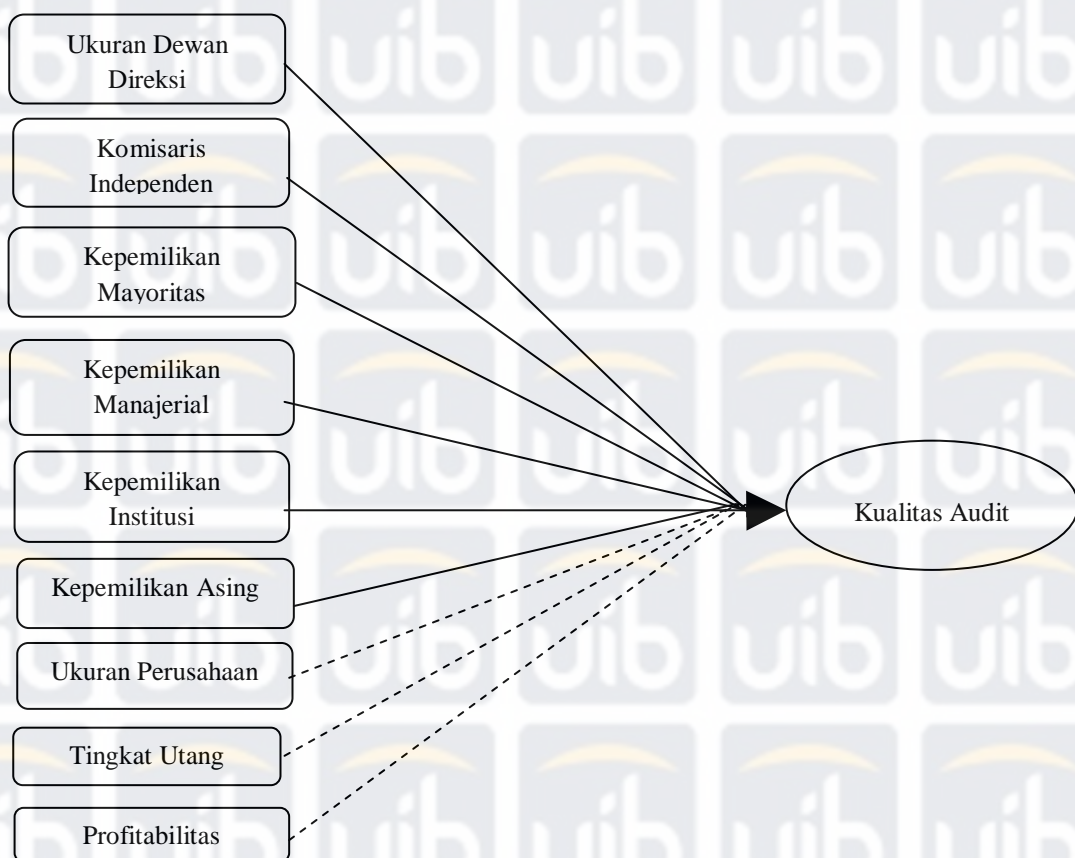 Ukuran Dewan
Direksi
Komisaris
Independen
Kepemilikan
Mayoritas
Kepemilikan
Manajerial
Kepemilikan
Institusi
Kepemilikan Asing
Ukuran Perusahaan
Tingkat Utang
Profitabilitas
Kualitas Audit